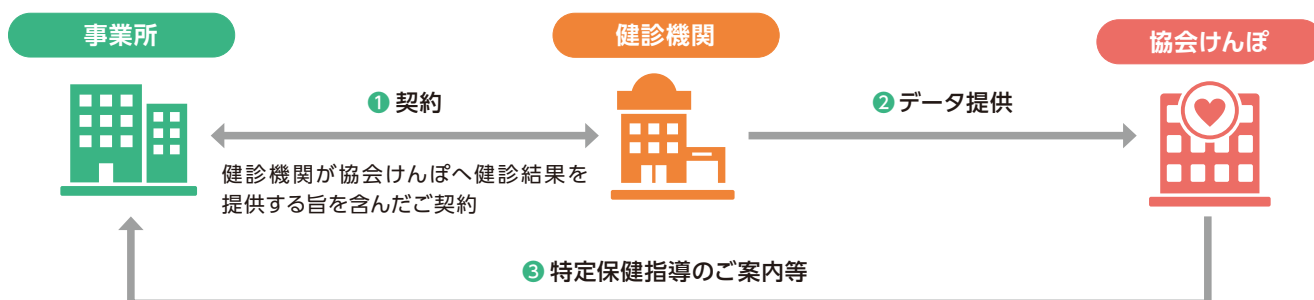 事業所
健診機関
協会けんぽ
❶ 契約
❷ データ提供
健診機関が協会けんぽへ健診結果を
提供する旨を含んだご契約
❸ 特定保健指導のご案内等